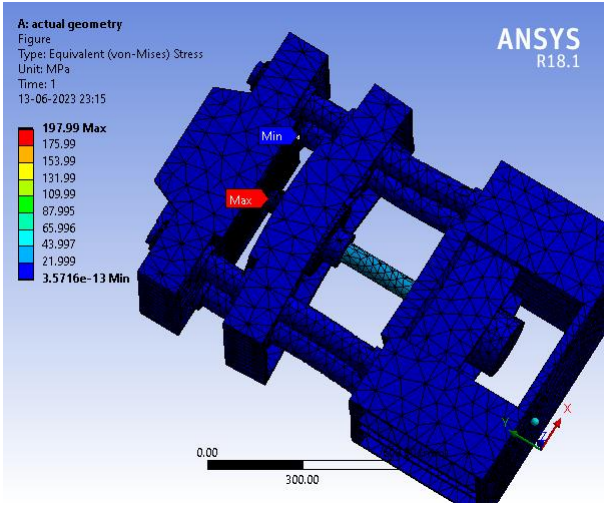 A: actual geometry
Figure
Type: Equivalent (von-Mises) Stress
Unit: MPa
Time: 1
13-06-2023 23:15
ANSYS
R18.1
197.99 Max
175.99
153.99
131.99
109.99
87.995
65.996
43.997
21.999
3.5716e-13 Min
Min
Max
0.00
300.00
Y
X